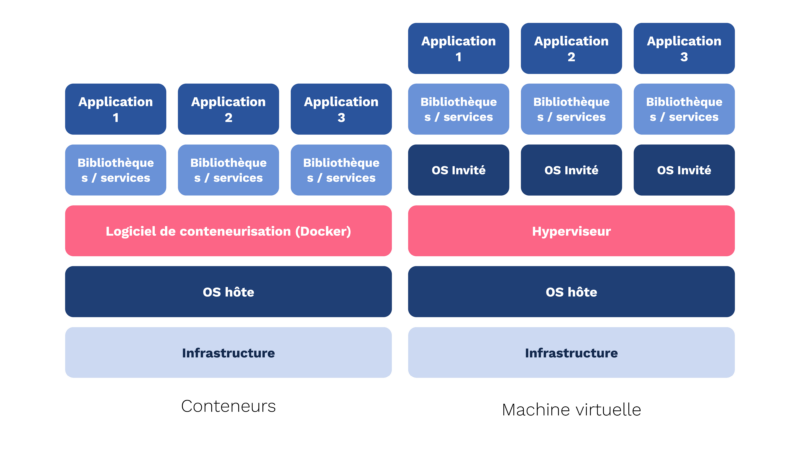 Application
1
Application
2
Application
3
Bibliothèque
s / services
Bibliothèque
s / services
Bibliothèque
s / services
Logiciel de conteneurisation (Docker)
OS hôte
Infrastructure
Conteneurs
Application
1
Application
2
Application
3
Bibliothèque
s / services
Bibliothèque
s / services
Bibliothèque
s / services
OS Invité
OS Invité
OS Invité
Hyperviseur
OS hôte
Infrastructure
Machine virtuelle